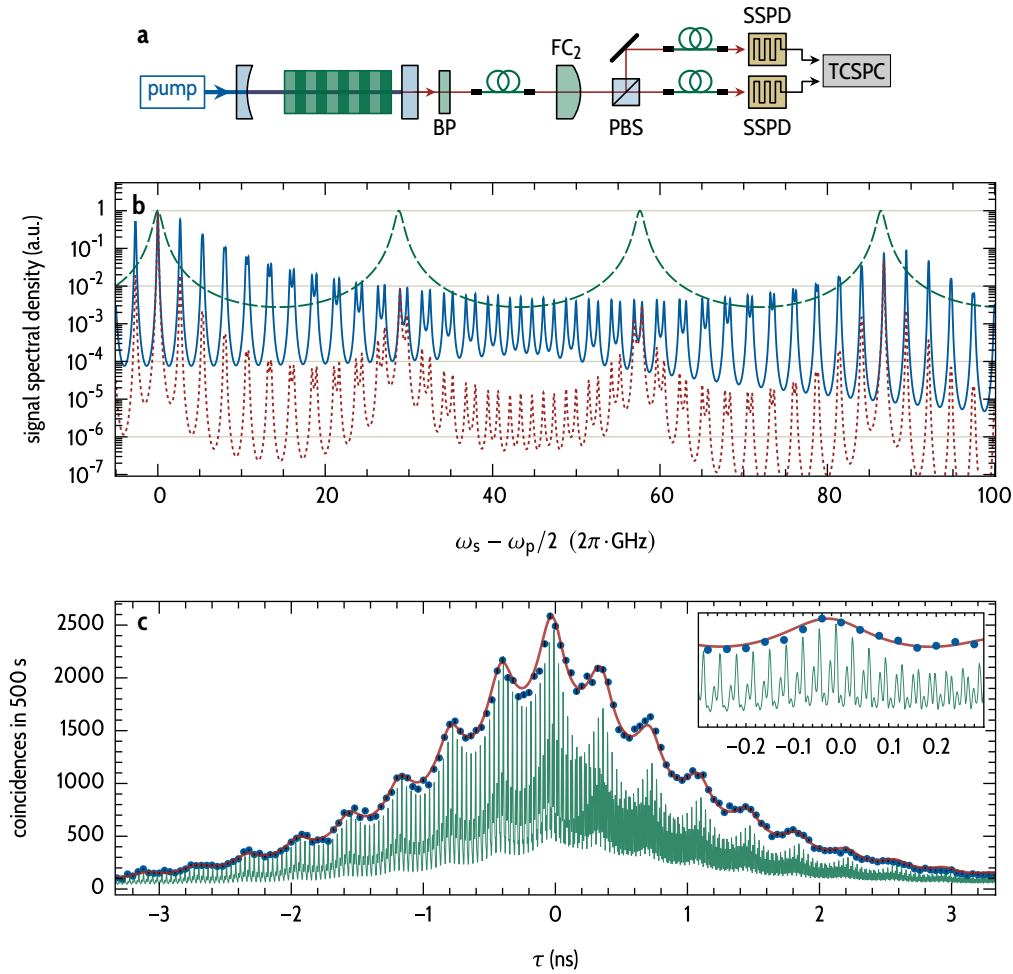 a
SSPD
FC₂
pump
TCSPC
BP
PBS
SSPD
b
signal spectral density (a.u.)
1
10⁻¹
10⁻²
10⁻³
10⁻⁴
10⁻⁵
10⁻⁶
10⁻⁷
0 20 40 60 80 100
ωₛ − ωₚ/2 (2π·GHz)
c
coincidences in 500 s
2500
2000
1500
1000
500
0
−0.2 −0.1 0.0 0.2
−3 −2 −1 0 1 2 3
τ (ns)